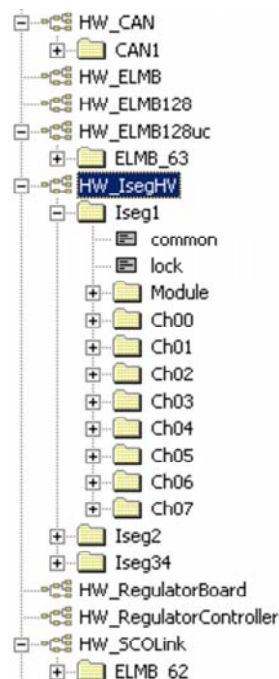 HW_CAN
CAN1
HW_ELMB
HW_ELMB128
HW_ELMB128uc
ELMB_63
HW_IsegHV
Iseg1
common
lock
Module
Ch00
Ch01
Ch02
Ch03
Ch04
Ch05
Ch06
Ch07
Iseg2
Iseg34
HW_RegulatorBoard
HW_RegulatorController
HW_SCOLink
ELMB_62